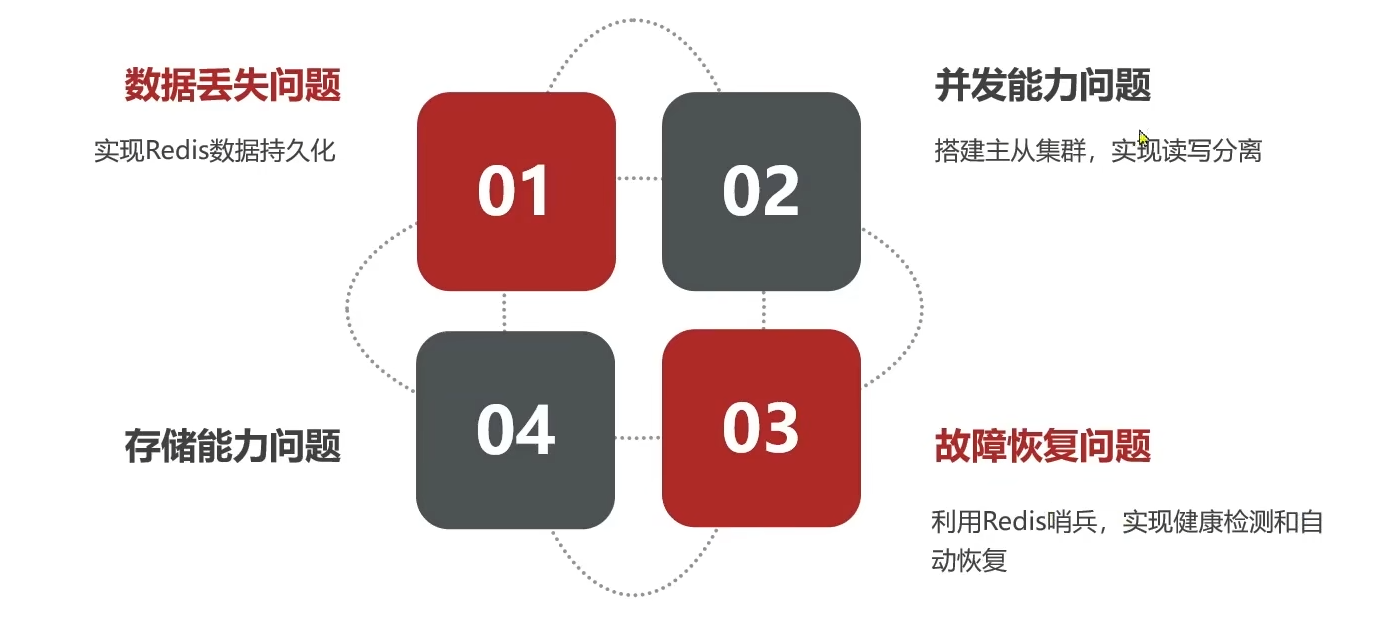 数据丢失问题
实现Redis数据持久化
01
02
并发能力问题
搭建主从集群，实现读写分离
存储能力问题
04
03
故障恢复问题
利用Redis哨兵，实现健康检测和自
动恢复